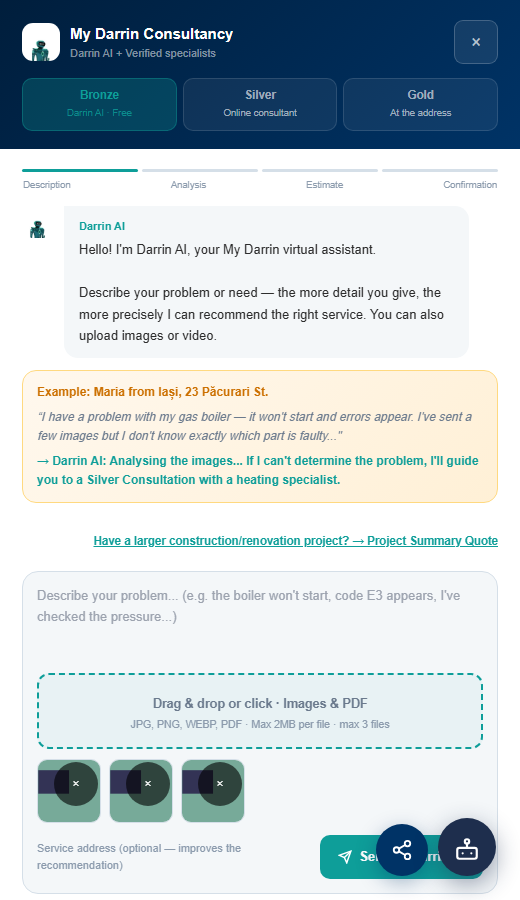 My Darrin Consultancy
Darrin AI + Verified specialists
×
Bronze
Darrin AI · Free
Silver
Online consultant
Gold
At the address
Description
Analysis
Estimate
Confirmation
Darrin AI
Hello! I'm Darrin AI, your My Darrin virtual assistant.
Describe your problem or need — the more detail you give, the
more precisely I can recommend the right service. You can also
upload images or video.
Example: Maria from Iași, 23 Păcurari St.
“I have a problem with my gas boiler — it won't start and errors appear. I've sent a
few images but I don't know exactly which part is faulty...”
→ Darrin AI: Analysing the images... If I can't determine the problem, I'll guide
you to a Silver Consultation with a heating specialist.
Have a larger construction/renovation project? → Project Summary Quote
Describe your problem... (e.g. the boiler won't start, code E3 appears, I've
checked the pressure...)
Drag & drop or click · Images & PDF
JPG, PNG, WEBP, PDF · Max 2MB per file · max 3 files
×
×
×
Service address (optional — improves the
recommendation)